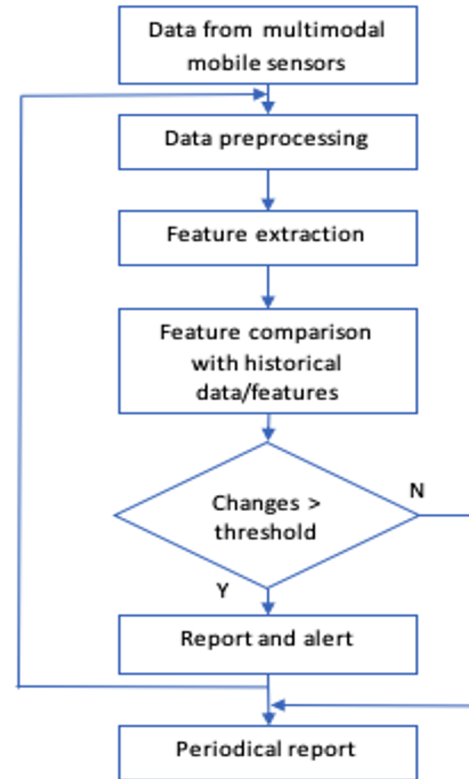 Data from multimodal
mobile sensors
Data preprocessing
Feature extraction
Feature comparison
with historical
data/features
Changes >
threshold
N
Y
Report and alert
Periodical report